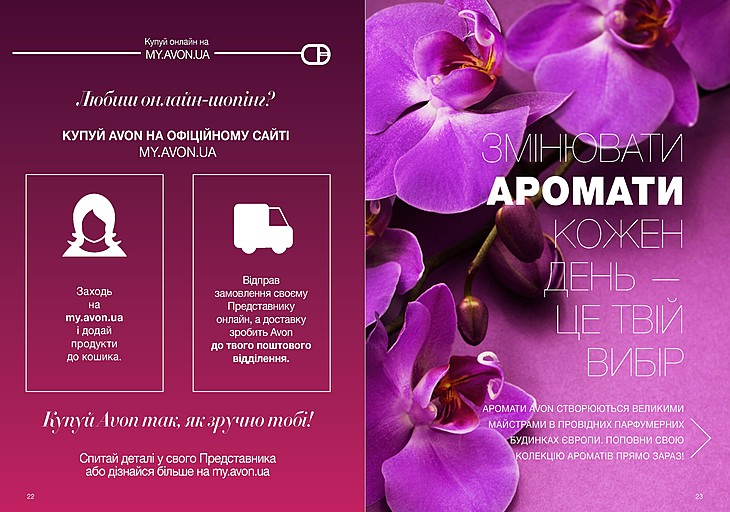 Купуй онлайн на
MY.AVON.UA
Любиш онлайн-шопінг?
КУПУЙ AVON НА ОФІЦІЙНОМУ САЙТІ
MY.AVON.UA
Заходь
на
my.avon.ua
і додай
продукти
до кошика.
Відправ
замовлення своєму
Представнику
онлайн, а доставку
зробить Avon
до твого поштового
відділення.
Купуй Avon так, як зручно тобі!
Спитай деталі у свого Представника
або дізнайся більше на my.avon.ua
22
ЗМІНЮВАТИ
АРОМАТИ
КОЖЕН
ДЕНЬ —
ЦЕ ТВІЙ
ВИБІР
АРОМАТИ AVON СТВОРЮЮТЬСЯ ВЕЛИКИМИ
МАЙСТРАМИ В ПРОВІДНИХ ПАРФУМЕРНИХ
БУДИНКАХ ЄВРОПИ. ПОПОВНИ СВОЮ
КОЛЕКЦІЮ АРОМАТІВ ПРЯМО ЗАРАЗ!
23